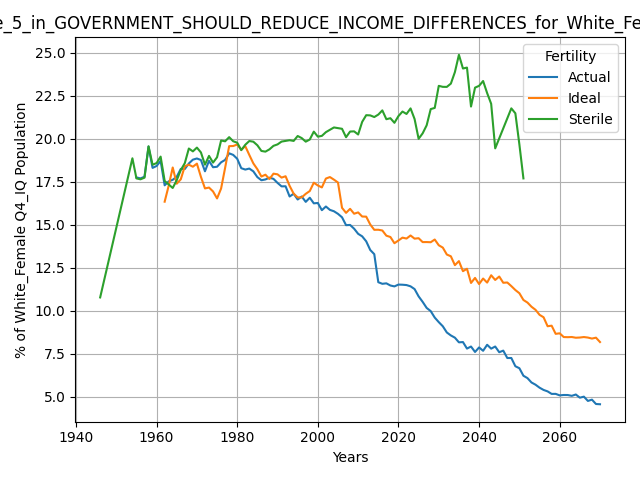 e_5_in_GOVERNMENT_SHOULD_REDUCE_INCOME_DIFFERENCES_for_White_Fe
25.0
22.5
20.0
17.5
15.0
12.5
10.0
7.5
5.0
% of White_Female Q4_IQ Population
Fertility
Actual
Ideal
Sterile
1940 1960 1980 2000 2020 2040 2060
Years